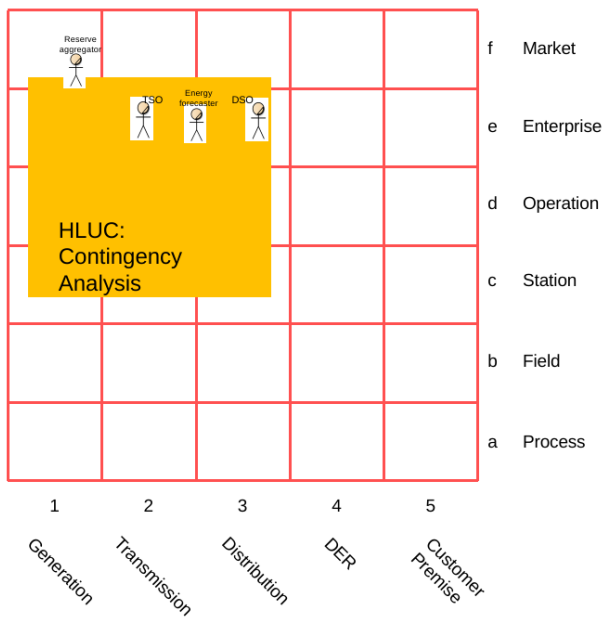 Reserve
aggregator
TSO
Energy
forecaster
DSO
HLUC:
Contingency
Analysis
f Market
e Enterprise
d Operation
c Station
b Field
a Process
1 2 3 4 5
Generation
Transmission
Distribution
DER
Customer
Premise